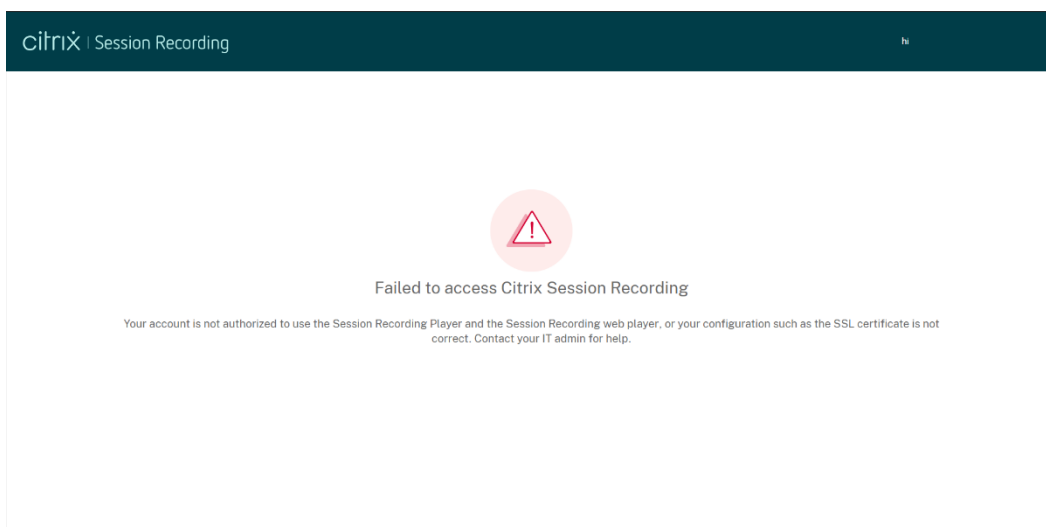 citrix | Session Recording
hi
Failed to access Citrix Session Recording
Your account is not authorized to use the Session Recording Player and the Session Recording web player, or your configuration such as the SSL certificate is not
correct. Contact your IT admin for help.